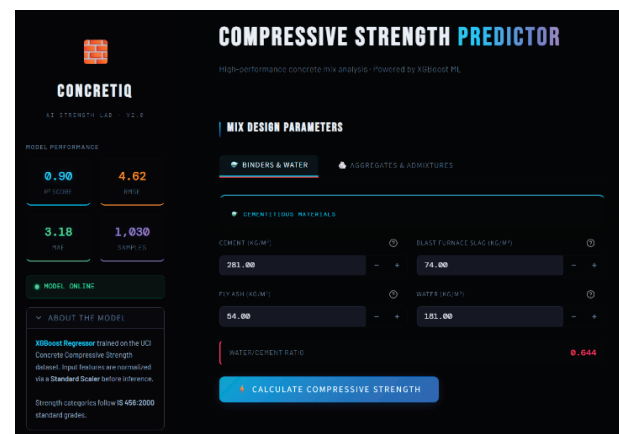 CONCRETIQ
AI STRENGTH LAB · V2.0
MODEL PERFORMANCE
0.90
R² SCORE
4.62
RMSE
3.18
MAE
1,030
SAMPLES
MODEL ONLINE
ABOUT THE MODEL
XGBoost Regressor trained on the UCI
Concrete Compressive Strength
dataset. Input features are normalized
via a Standard Scaler before inference.
Strength categories follow IS 456:2000
standard grades.
COMPRESSIVE STRENGTH PREDICTOR
High-performance concrete mix analysis · Powered by XGBoost ML
MIX DESIGN PARAMETERS
BINDERS & WATER
AGGREGATES & ADMIXTURES
CEMENTITIOUS MATERIALS
CEMENT (KG/M³)
BLAST FURNACE SLAG (KG/M³)
281.00 − +
74.00 − +
FLY ASH (KG/M³)
WATER (KG/M³)
54.00 − +
181.00 − +
WATER/CEMENT RATIO
0.644
CALCULATE COMPRESSIVE STRENGTH